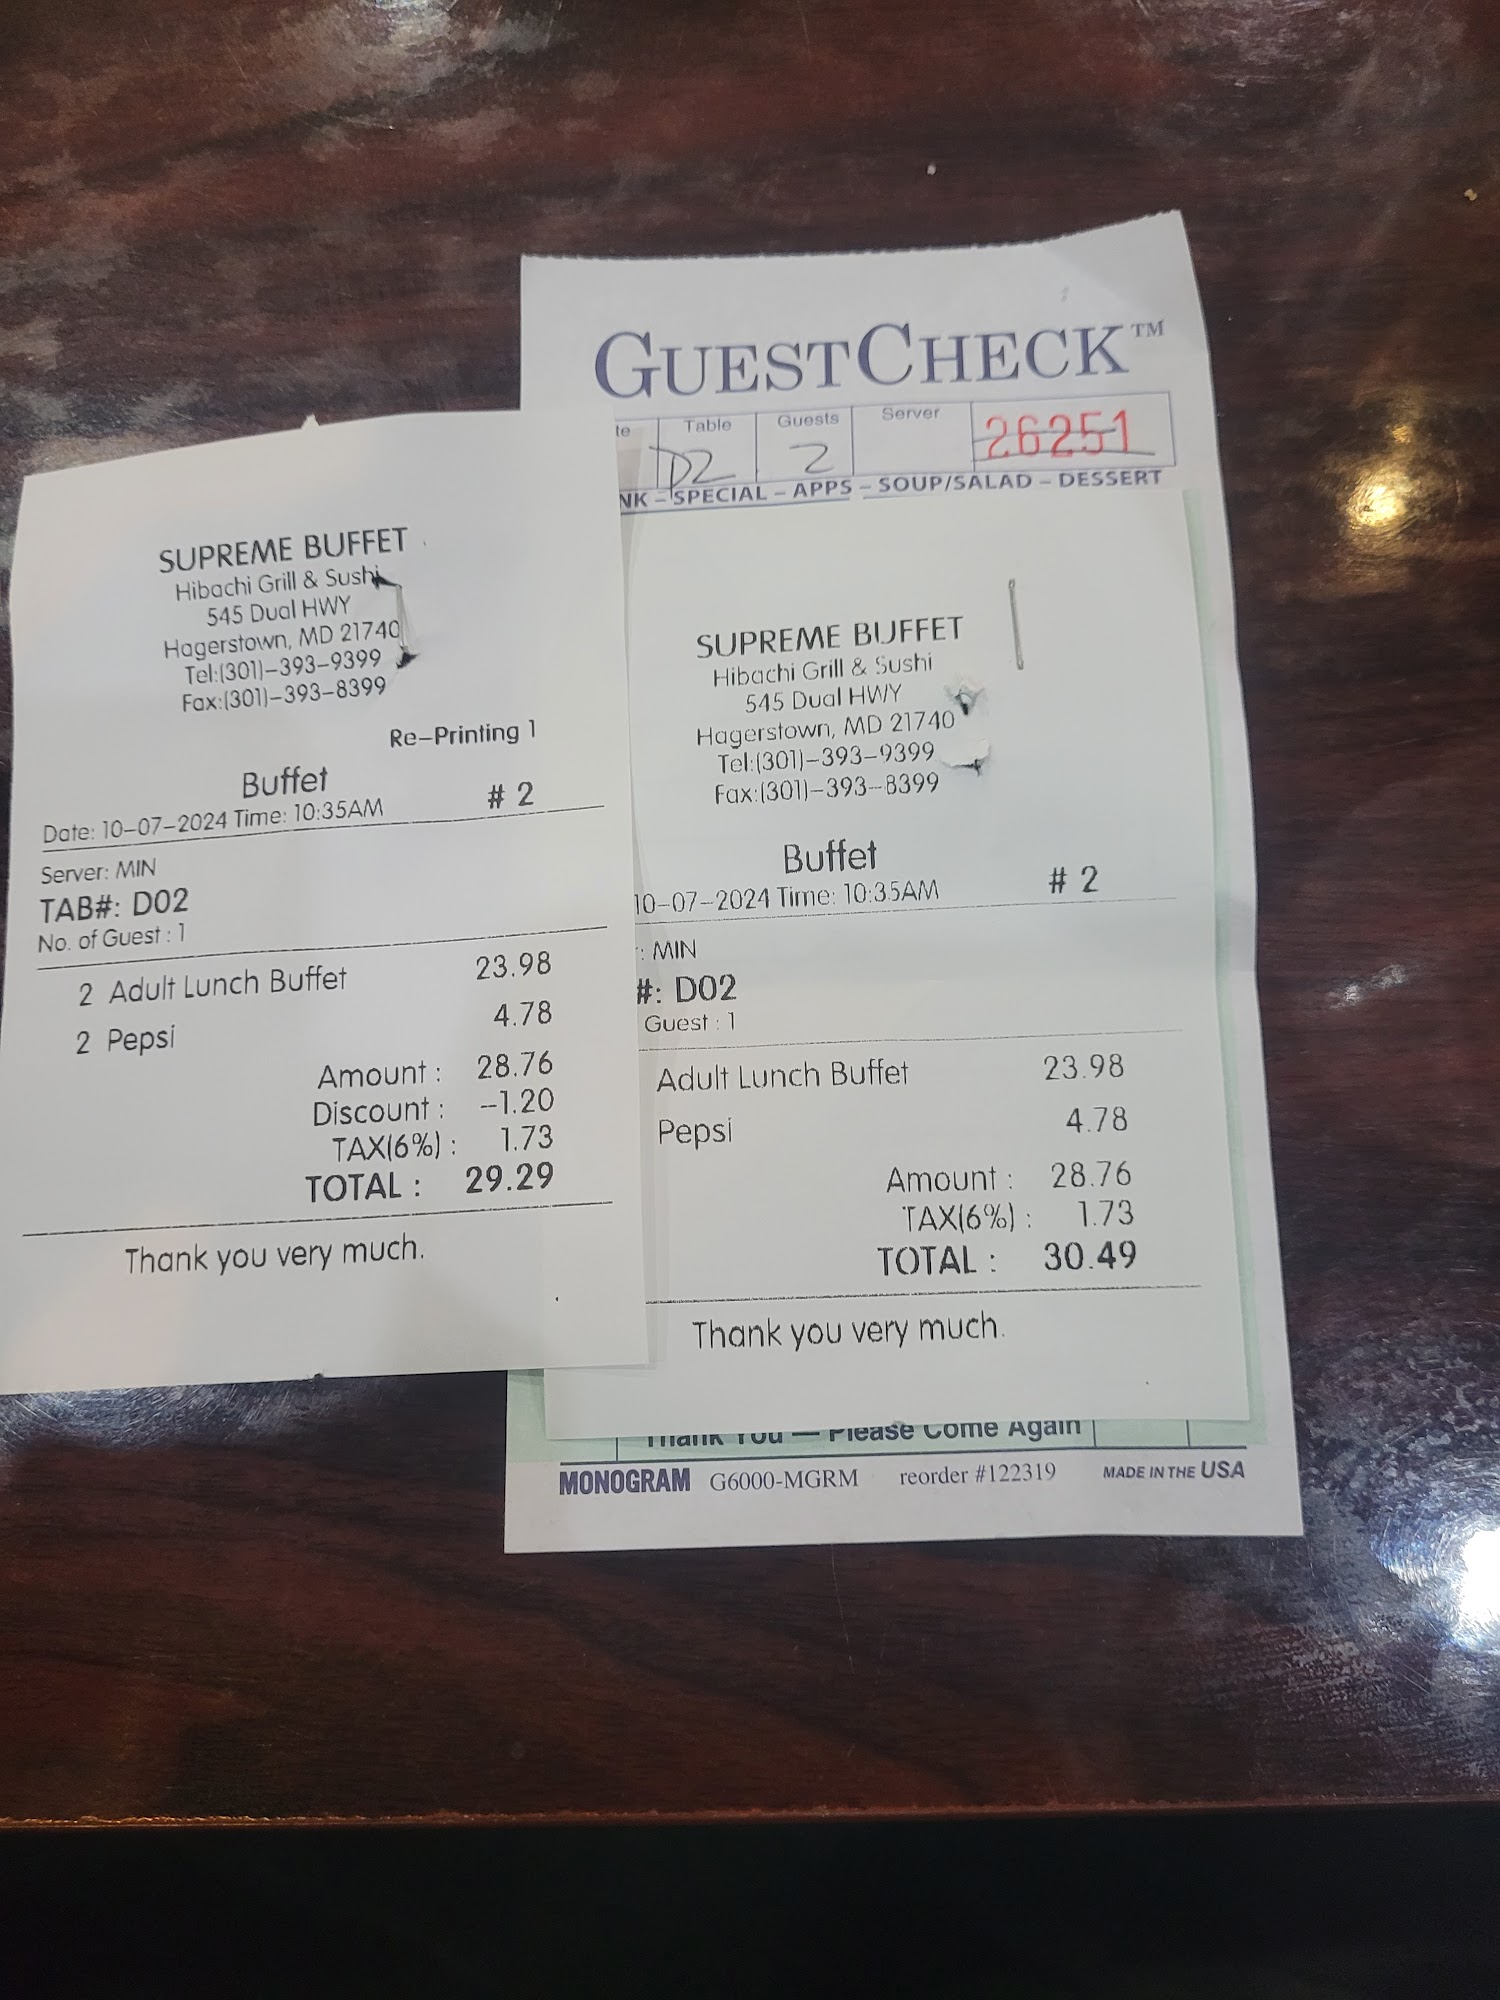 SUPREME BUFFET
Hibachi Grill & Sushi
545 Dual HWY
Hagerstown, MD 21740
Tel:(301)-393-9399
Fax:(301)-393-8399
Re-Printing 1
Buffet
# 2
Date: 10-07-2024 Time: 10:35AM
Server: MIN
TAB#: D02
No. of Guest : 1
2 Adult Lunch Buffet 23.98
2 Pepsi 4.78
Amount : 28.76
Discount : -1.20
TAX(6%) : 1.73
TOTAL : 29.29
Thank you very much.
GUESTCHECK™
te Table Guests Server
D2 2 26251
NK - SPECIAL - APPS - SOUP/SALAD - DESSERT
SUPREME BUFFET
Hibachi Grill & Sushi
545 Dual HWY
Hagerstown, MD 21740
Tel:(301)-393-9399
Fax:(301)-393-8399
Buffet
# 2
10-07-2024 Time: 10:35AM
: MIN
#: D02
Guest : 1
Adult Lunch Buffet 23.98
Pepsi 4.78
Amount : 28.76
TAX(6%) : 1.73
TOTAL : 30.49
Thank you very much.
Thank You — Please Come Again
MONOGRAM G6000-MGRM reorder #122319 MADE IN THE USA